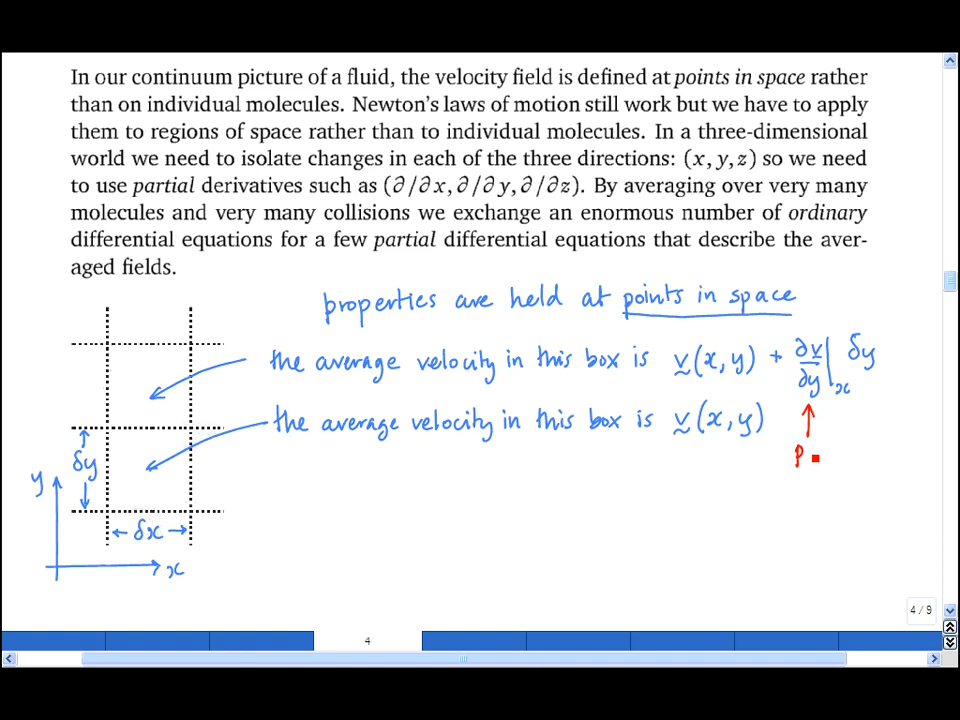 In our continuum picture of a fluid, the velocity field is defined at points in space rather
than on individual molecules. Newton's laws of motion still work but we have to apply
them to regions of space rather than to individual molecules. In a three-dimensional
world we need to isolate changes in each of the three directions: (x, y, z) so we need
to use partial derivatives such as (∂/∂x, ∂/∂y, ∂/∂z). By averaging over very many
molecules and very many collisions we exchange an enormous number of ordinary
differential equations for a few partial differential equations that describe the aver-
aged fields.
properties are held at points in space
the average velocity in this box is v(x, y) + ∂v/∂y|x δy
the average velocity in this box is v(x, y)
p
δy
y
δx
x
4 / 9
4